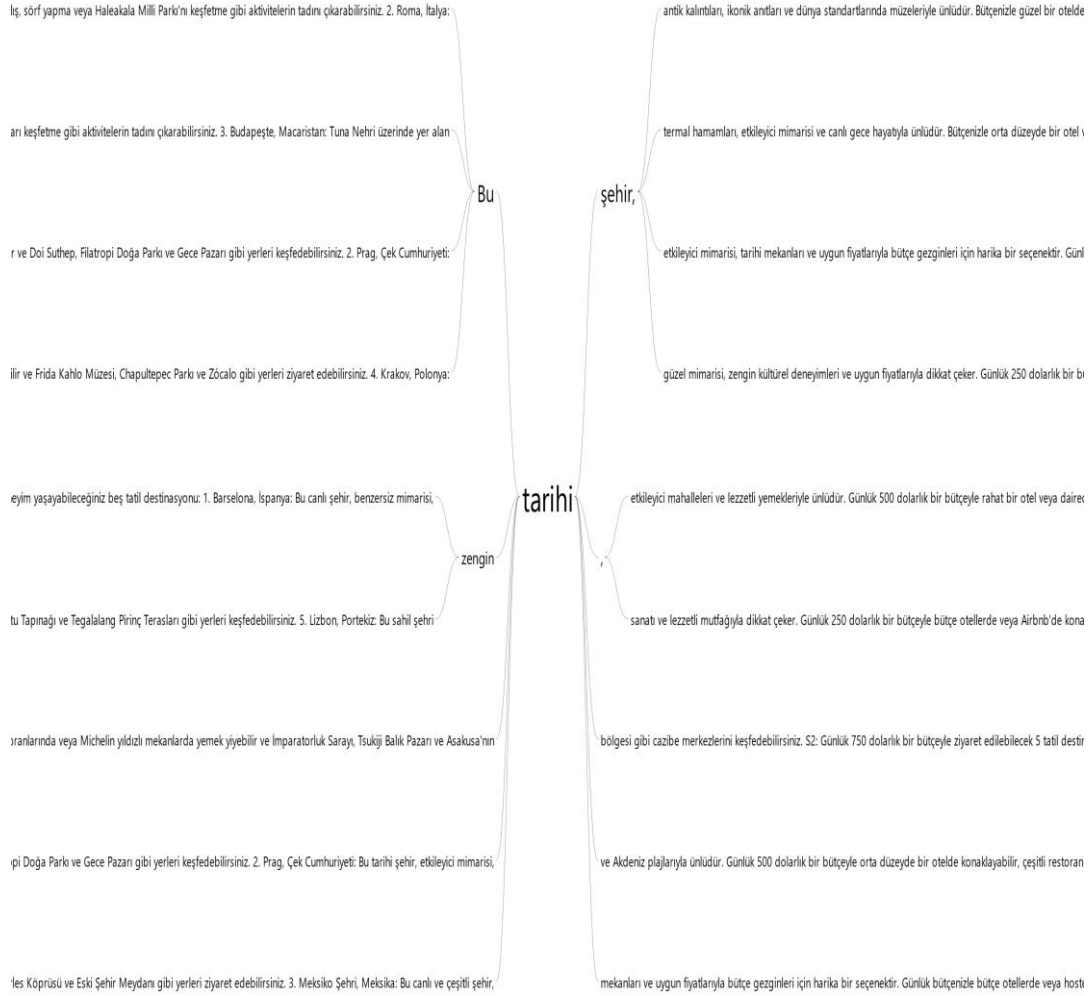 sörf yapma veya Haleakala Milli Parkı'nı keşfetme gibi aktivitelerin tadını çıkarabilirsiniz. 2. Roma, İtalya:
keşfetme gibi aktivitelerin tadını çıkarabilirsiniz. 3. Budapeşte, Macaristan: Tuna Nehri üzerinde yer alan
Bu
ve Doi Suthep, Filatropi Doğa Parkı ve Gece Pazarı gibi yerleri keşfedebilirsiniz. 2. Prag, Çek Cumhuriyeti:
ve Frida Kahlo Müzesi, Chapultepec Parkı ve Zócalo gibi yerleri ziyaret edebilirsiniz. 4. Krakov, Polonya:
yaşayabileceğiniz beş tatil destinasyonu: 1. Barselona, İspanya: Bu canlı şehir, benzersiz mimarisi,
zengin
Tapınağı ve Tegalalang Pirinç Terasları gibi yerleri keşfedebilirsiniz. 5. Lizbon, Portekiz: Bu sahil şehri
veya Michelin yıldızlı mekanlarda yemek yiyebilir ve İmparatorluk Sarayı, Tsukiji Balık Pazarı ve Asakusa'nın
Doğa Parkı ve Gece Pazarı gibi yerleri keşfedebilirsiniz. 2. Prag, Çek Cumhuriyeti: Bu tarihi şehir, etkileyici mimarisi,
Köprüsü ve Eski Şehir Meydanı gibi yerleri ziyaret edebilirsiniz. 3. Meksiko Şehri, Meksika: Bu canlı ve çeşitli şehir,
tarihi
antik kalıntıları, ikonik anıtları ve dünya standartlarında müzeleriyle ünlüdür. Bütçenizle güzel bir otelde
termal hamamları, etkileyici mimarisi ve canlı gece hayatıyla ünlüdür. Bütçenizle orta düzeyde bir otel
şehir,
etkileyici mimarisi, tarihi mekanları ve uygun fiyatlarıyla bütçe gezginleri için harika bir seçenektir.
güzel mimarisi, zengin kültürel deneyimleri ve uygun fiyatlarıyla dikkat çeker. Günlük 250 dolarlık bir
etkileyici mahalleleri ve lezzetli yemekleriyle ünlüdür. Günlük 500 dolarlık bir bütçeyle rahat bir otel veya
,
sanatı ve lezzetli mutfağıyla dikkat çeker. Günlük 250 dolarlık bir bütçeyle bütçe otellerde veya Airbnb'de
bölgesi gibi cazibe merkezlerini keşfedebilirsiniz. S2: Günlük 750 dolarlık bir bütçeyle ziyaret edilebilecek 5 tatil
ve Akdeniz plajlarıyla ünlüdür. Günlük 500 dolarlık bir bütçeyle orta düzeyde bir otelde konaklayabilir, çeşitli
mekanları ve uygun fiyatlarıyla bütçe gezginleri için harika bir seçenektir. Günlük bütçenizle bütçe otellerde veya